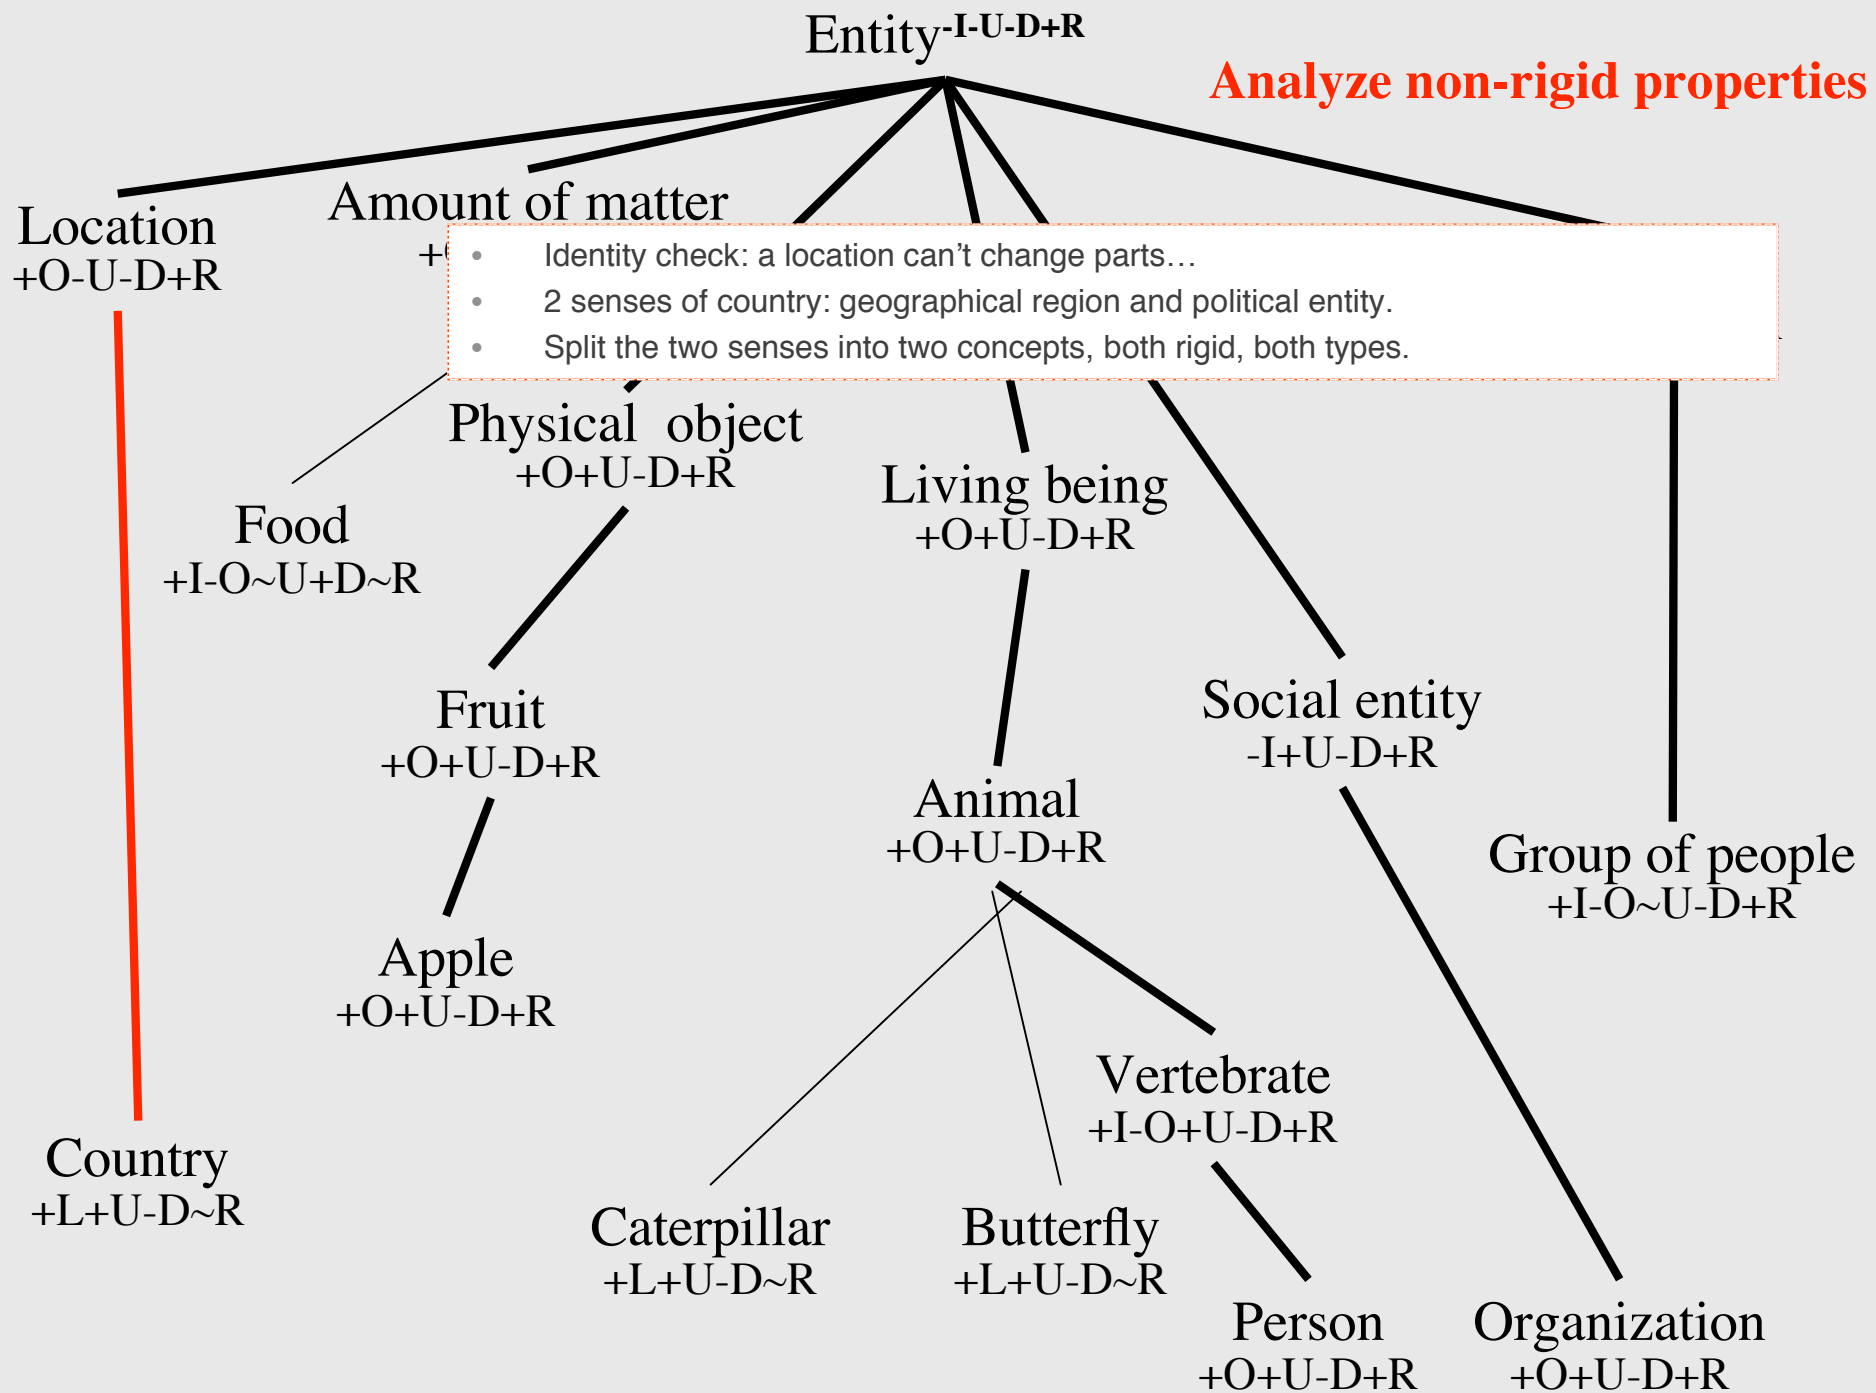 Entity-I-U-D+R
Analyze non-rigid properties
Location
+O-U-D+R
Amount of matter
• Identity check: a location can’t change parts…
• 2 senses of country: geographical region and political entity.
• Split the two senses into two concepts, both rigid, both types.
Physical object
+O+U-D+R
Living being
+O+U-D+R
Food
+I-O~U+D~R
Fruit
+O+U-D+R
Social entity
-I+U-D+R
Animal
+O+U-D+R
Group of people
+I-O~U-D+R
Apple
+O+U-D+R
Vertebrate
+I-O+U-D+R
Country
+L+U-D~R
Caterpillar
+L+U-D~R
Butterfly
+L+U-D~R
Person
+O+U-D+R
Organization
+O+U-D+R